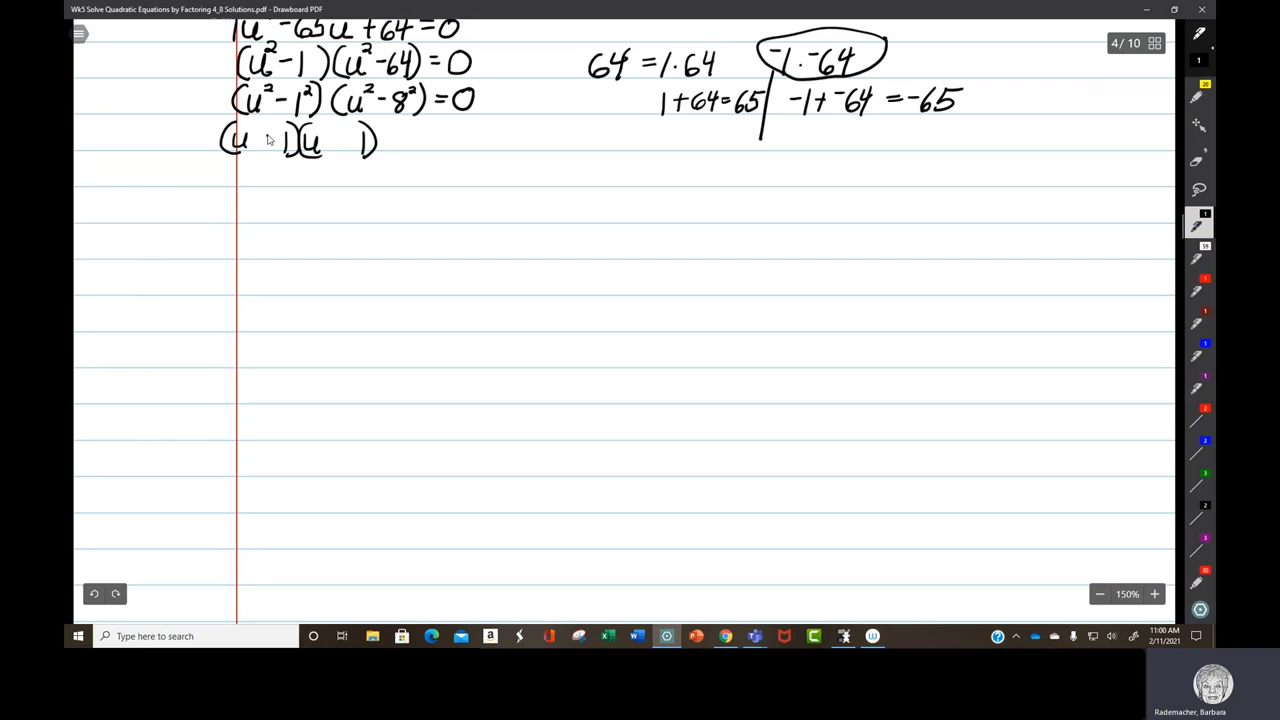 Wk5 Solve Quadratic Equations by Factoring 4_8 Solutions.pdf - Drawboard PDF
1u² - 65u + 64 = 0
(u² - 1)(u² - 64) = 0
64 = 1·64
-1·-64
(u² - 1²)(u² - 8²) = 0
1 + 64 = 65
-1 + -64 = -65
(u 1)(u 1)
4 / 10
150%
Type here to search
11:00 AM
2/11/2021
Rademacher, Barbara